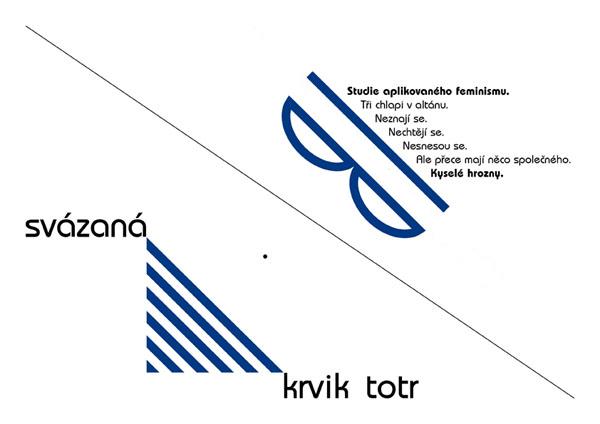 Studie aplikovaného feminismu.
Tři chlapi v altánu.
Neznají se.
Nechtějí se.
Nesnesou se.
Ale přece mají něco společného.
Kyselé hrozny.
svázaná
krvik totr